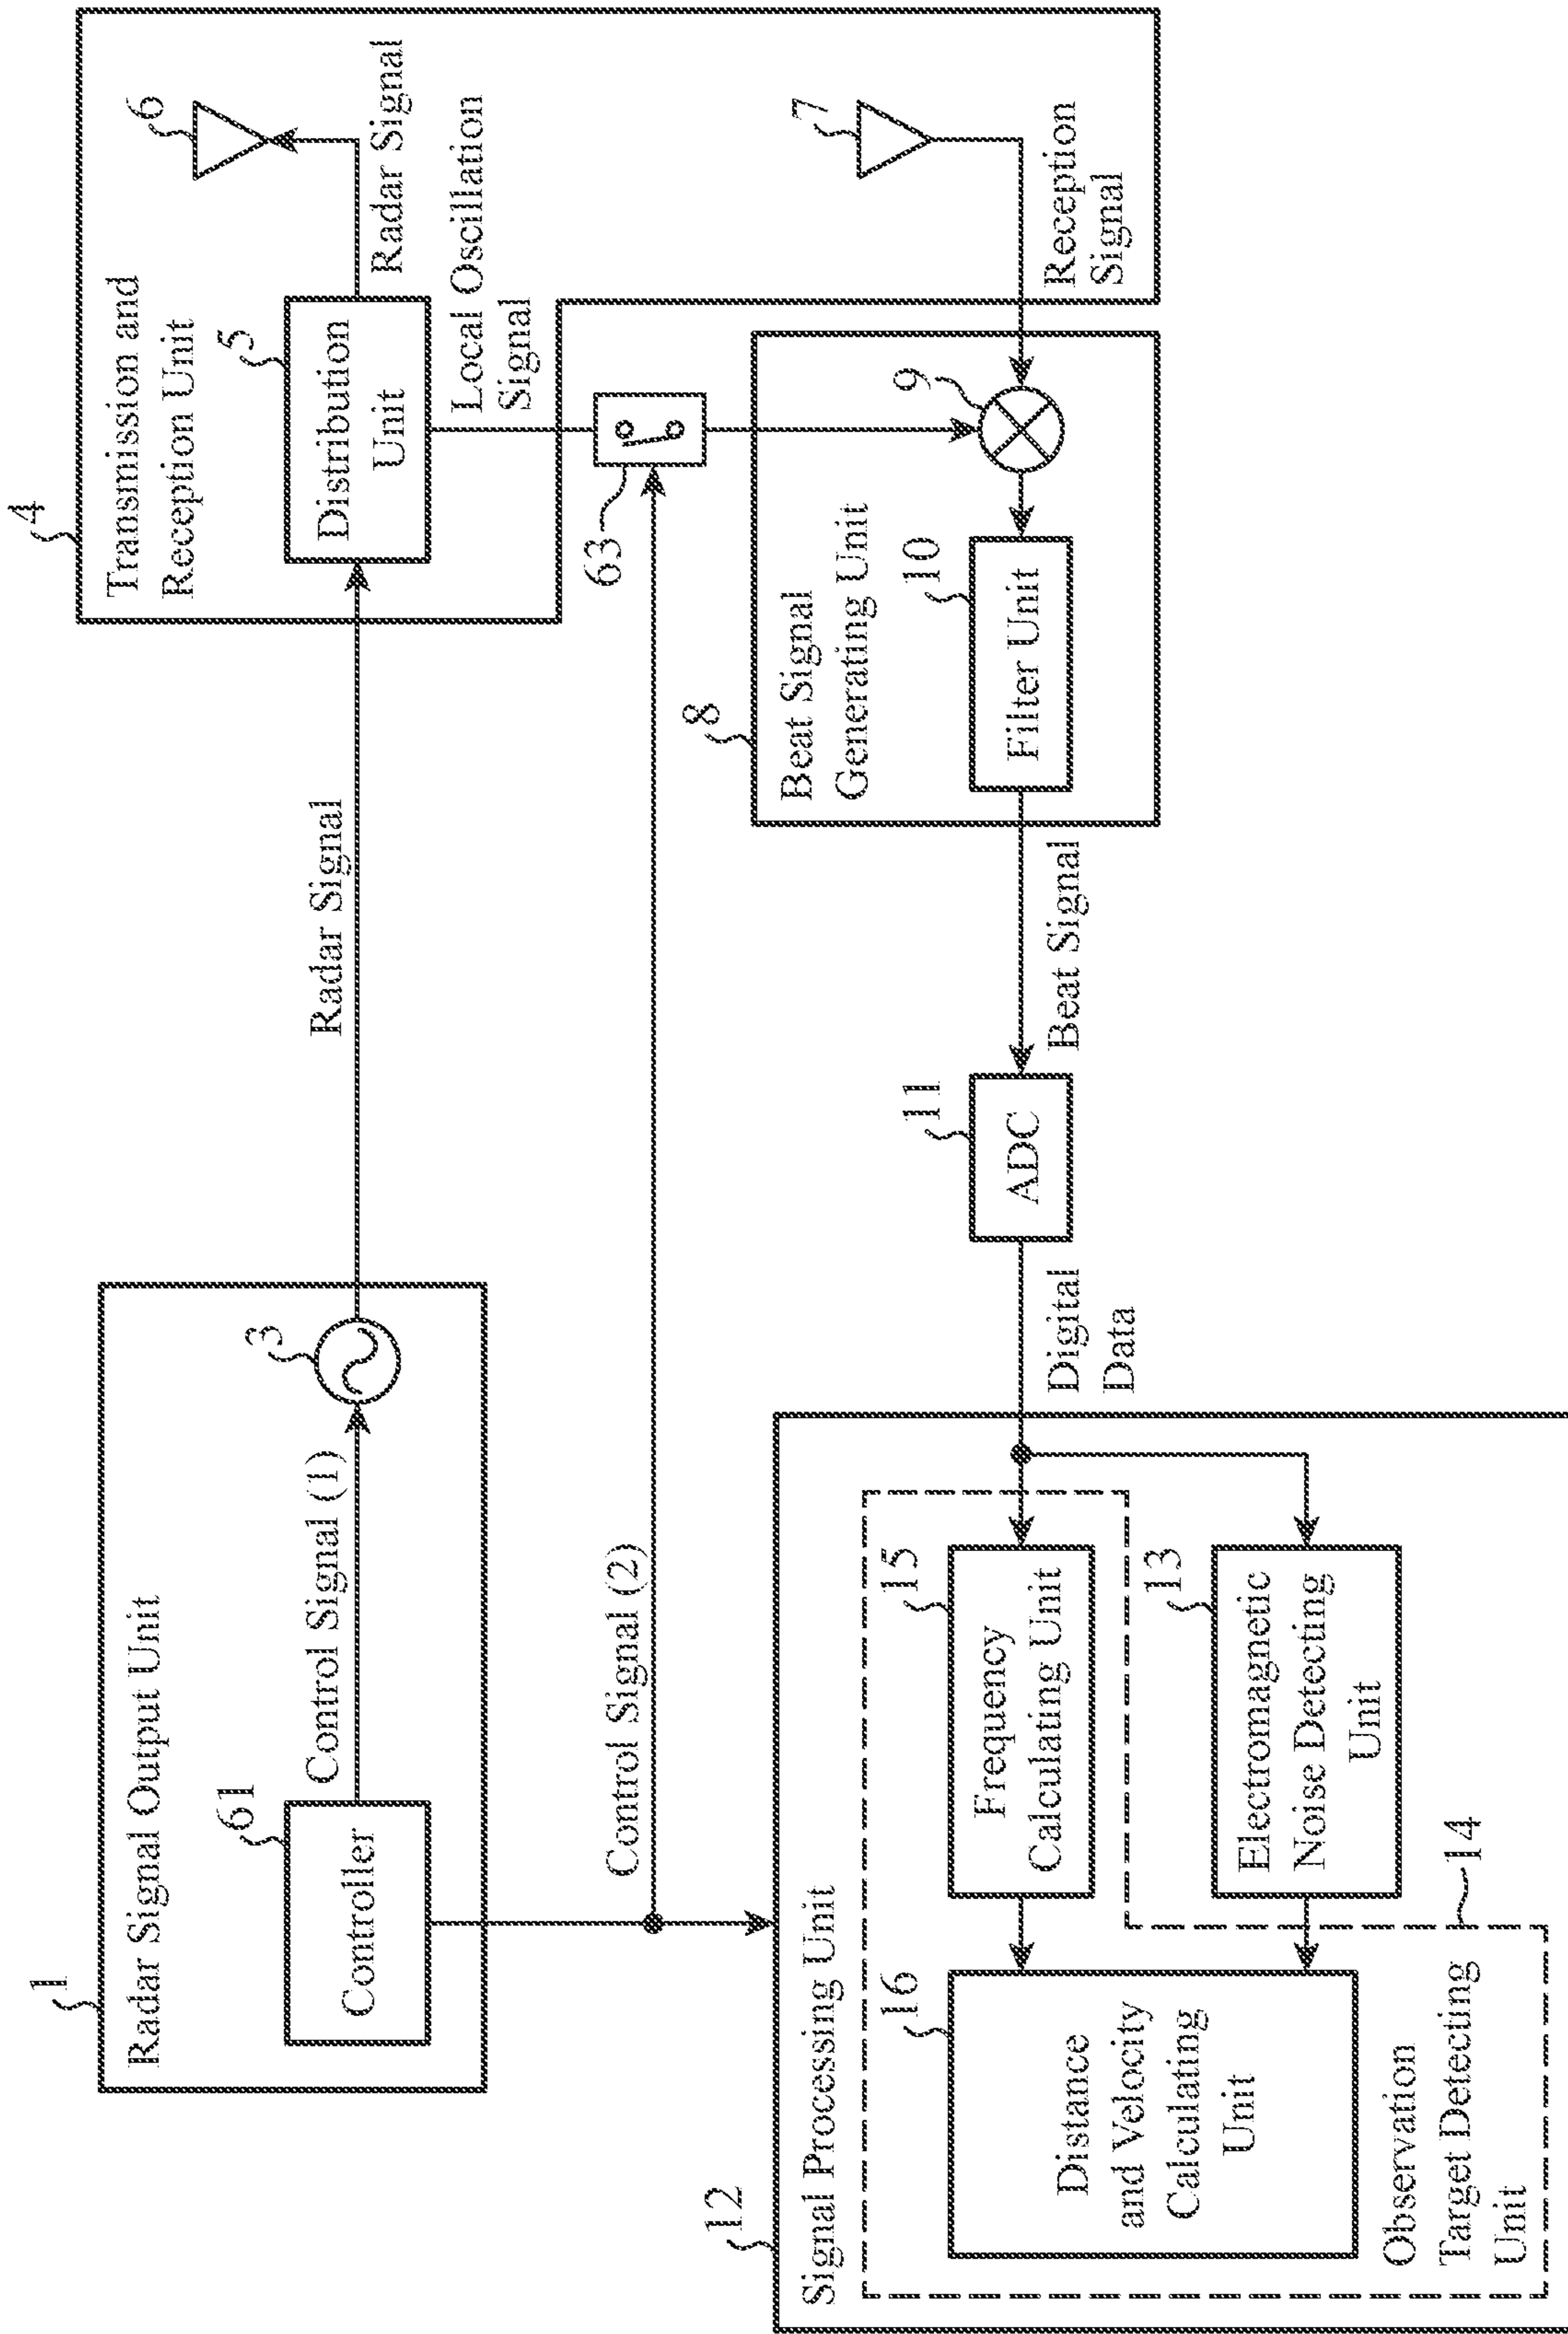 1
Radar Signal Output Unit
61
Controller
Control Signal (1)
3
Radar Signal
4
Transmission and
Reception Unit
5
Distribution
Unit
6
Radar Signal
Local Oscillation
Signal
Control Signal (2)
63
7
Reception
Signal
8
Beat Signal
Generating Unit
9
10
Filter Unit
Beat Signal
11
ADC
Digital
Data
12
Signal Processing Unit
15
Frequency
Calculating Unit
16
Distance
and Velocity
Calculating
Unit
13
Electromagnetic
Noise Detecting
Unit
14
Observation
Target Detecting
Unit